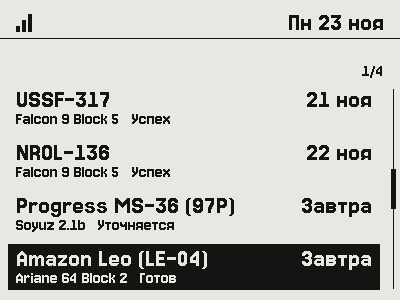 Пн 23 ноя
1/4
USSF-317 21 ноя
Falcon 9 Block 5 Успех
NROL-136 22 ноя
Falcon 9 Block 5 Успех
Progress MS-36 (97P) Завтра
Soyuz 2.1b Уточняется
Amazon Leo (LE-04) Завтра
Ariane 64 Block 2 Готов